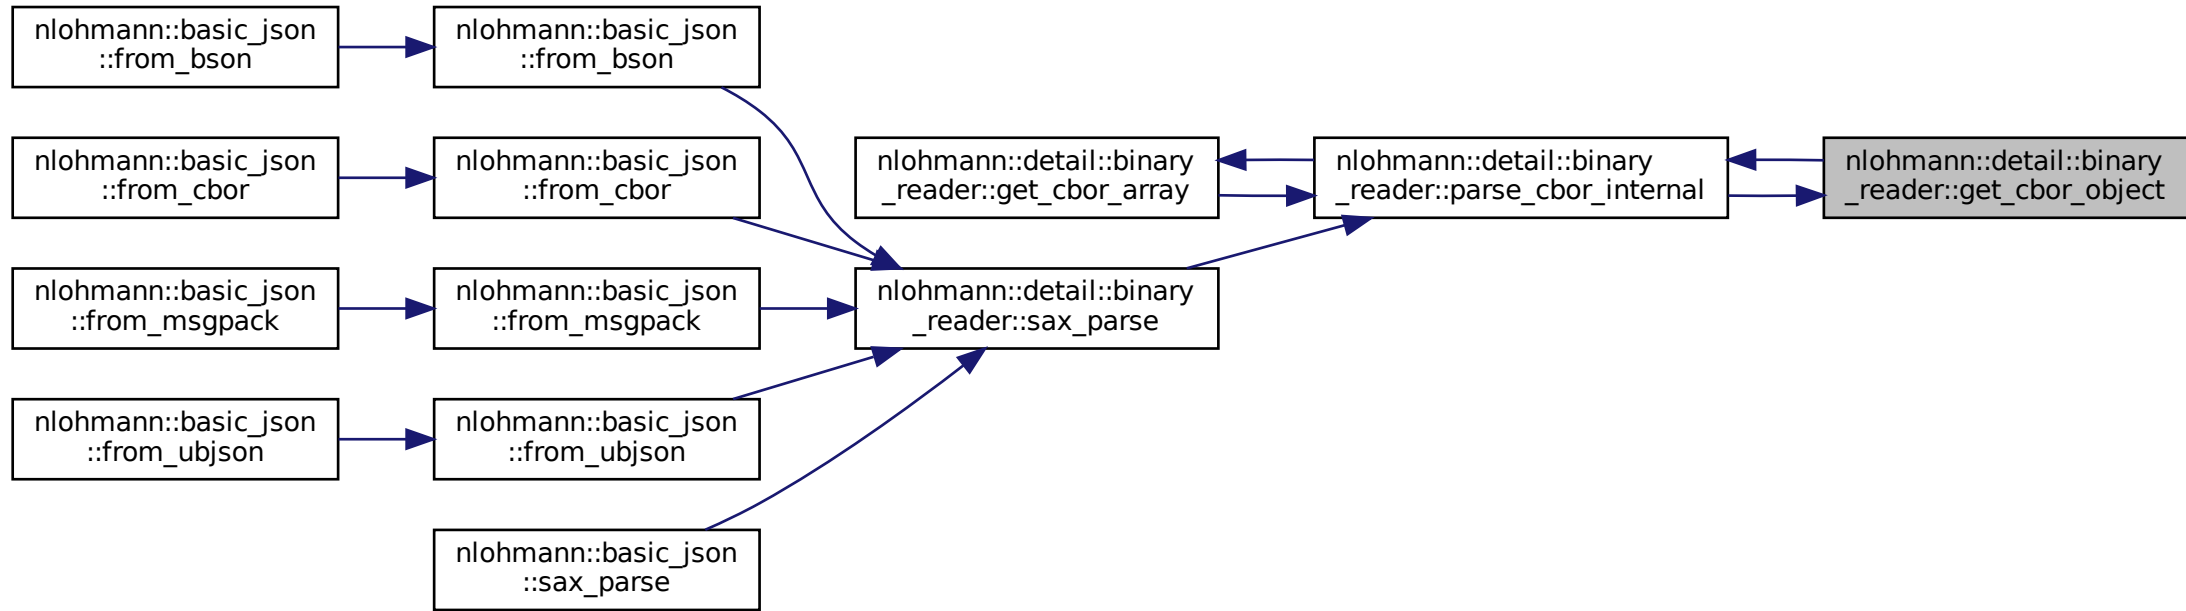 nlohmann::basic_json
::from_bson
nlohmann::basic_json
::from_bson
nlohmann::basic_json
::from_cbor
nlohmann::basic_json
::from_cbor
nlohmann::detail::binary
_reader::get_cbor_array
nlohmann::detail::binary
_reader::parse_cbor_internal
nlohmann::detail::binary
_reader::get_cbor_object
nlohmann::basic_json
::from_msgpack
nlohmann::basic_json
::from_msgpack
nlohmann::detail::binary
_reader::sax_parse
nlohmann::basic_json
::from_ubjson
nlohmann::basic_json
::from_ubjson
nlohmann::basic_json
::sax_parse